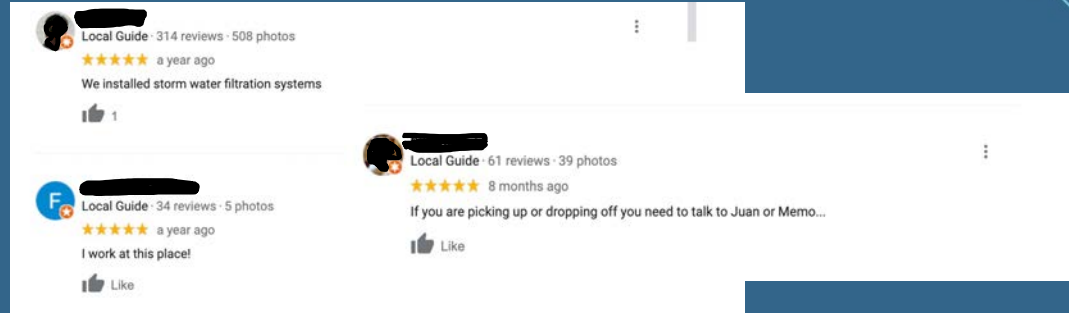 Local Guide · 314 reviews · 508 photos
a year ago
We installed storm water filtration systems
1
F
Local Guide · 34 reviews · 5 photos
a year ago
I work at this place!
Like
Local Guide · 61 reviews · 39 photos
8 months ago
If you are picking up or dropping off you need to talk to Juan or Memo...
Like